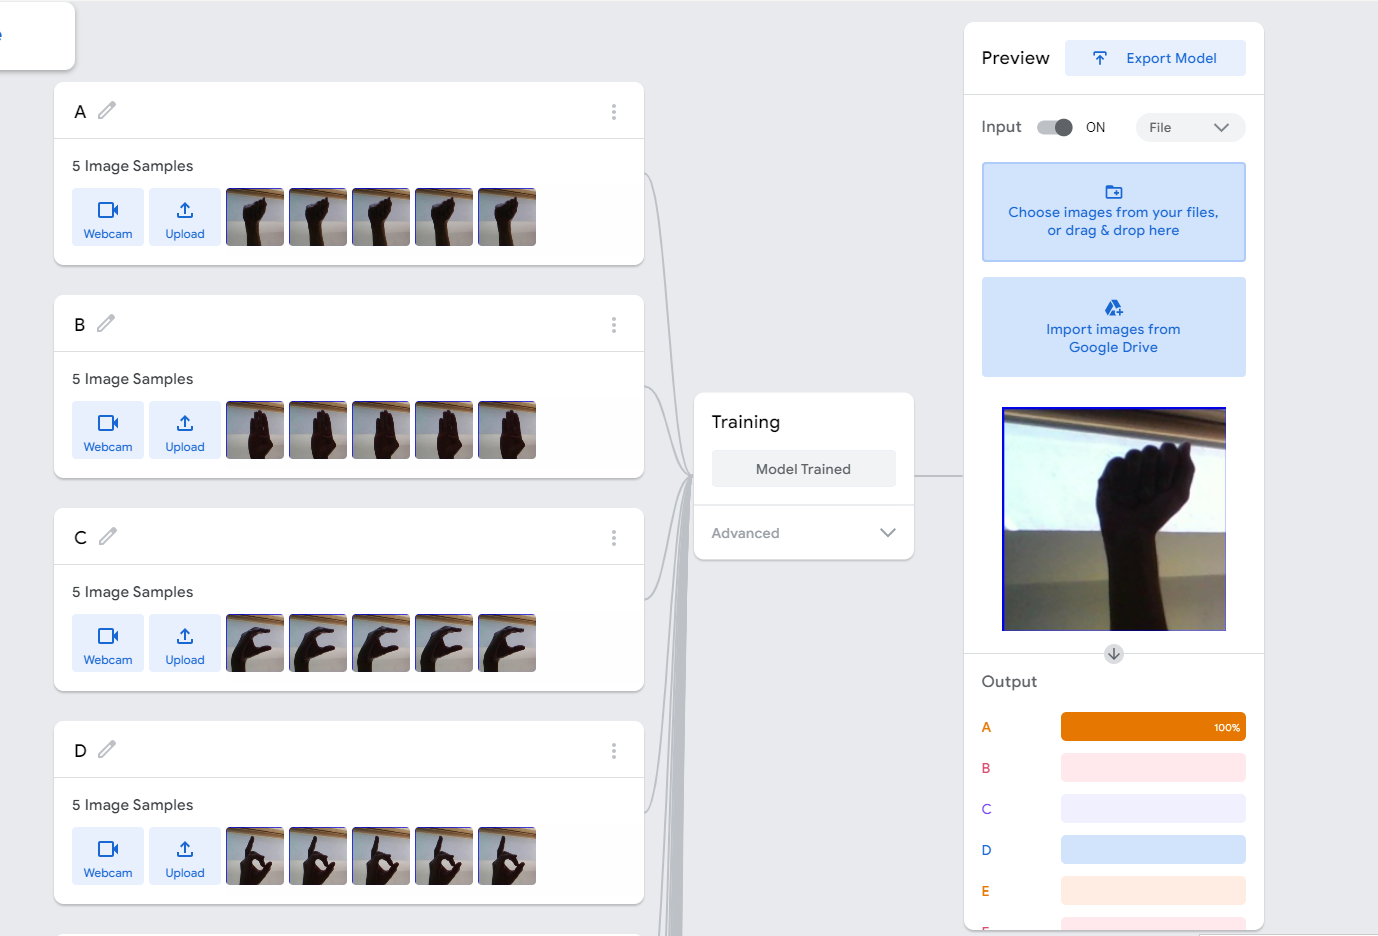 A
5 Image Samples
Webcam
Upload
B
5 Image Samples
Webcam
Upload
C
5 Image Samples
Webcam
Upload
D
5 Image Samples
Webcam
Upload
Training
Model Trained
Advanced
Preview
Export Model
Input
ON
File
Choose images from your files,
or drag & drop here
Import images from
Google Drive
Output
A
100%
B
C
D
E